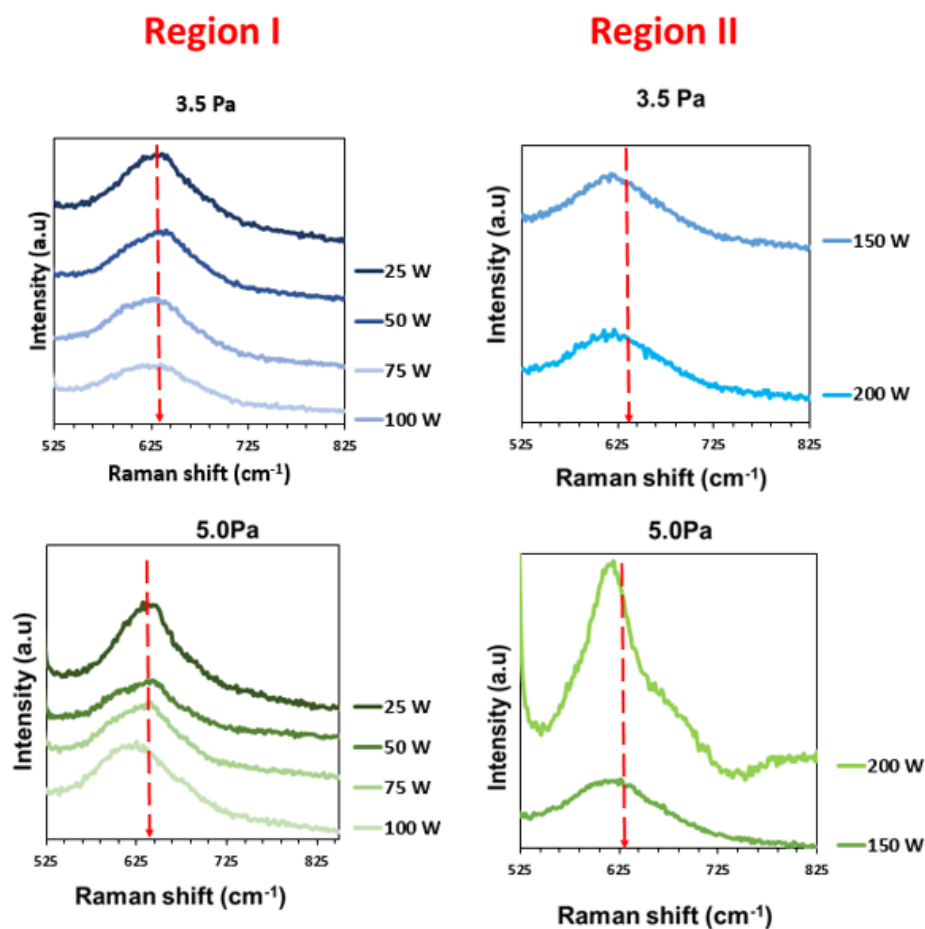 Region I
Region II
3.5 Pa
3.5 Pa
Intensity (a.u)
25 W
50 W
75 W
100 W
525 625 725 825
Raman shift (cm⁻¹)
Intensity (a.u)
150 W
200 W
525 625 725 825
Raman shift (cm⁻¹)
5.0Pa
5.0Pa
Intensity (a.u)
25 W
50 W
75 W
100 W
525 625 725 825
Raman shift (cm⁻¹)
Intensity (a.u)
200 W
150 W
525 625 725 825
Raman shift (cm⁻¹)